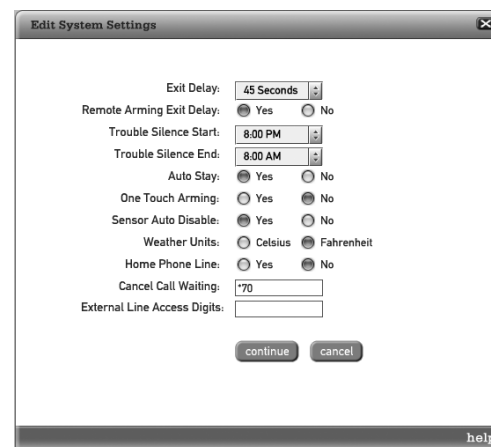 Edit System Settings
Exit Delay: 45 Seconds
Remote Arming Exit Delay: Yes No
Trouble Silence Start: 8:00 PM
Trouble Silence End: 8:00 AM
Auto Stay: Yes No
One Touch Arming: Yes No
Sensor Auto Disable: Yes No
Weather Units: Celsius Fahrenheit
Home Phone Line: Yes No
Cancel Call Waiting: *70
External Line Access Digits:
continue cancel
help